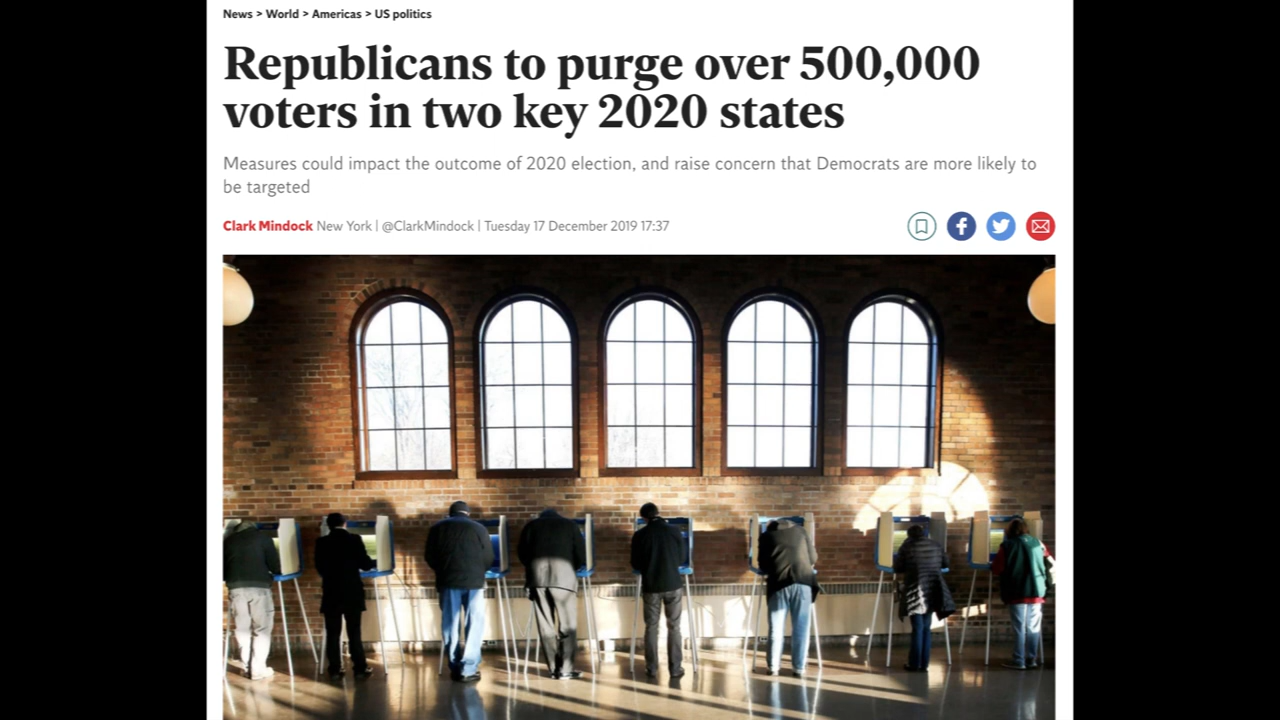 News > World > Americas > US politics
Republicans to purge over 500,000
voters in two key 2020 states
Measures could impact the outcome of 2020 election, and raise concern that Democrats are more likely to
be targeted
Clark Mindock New York | @ClarkMindock | Tuesday 17 December 2019 17:37